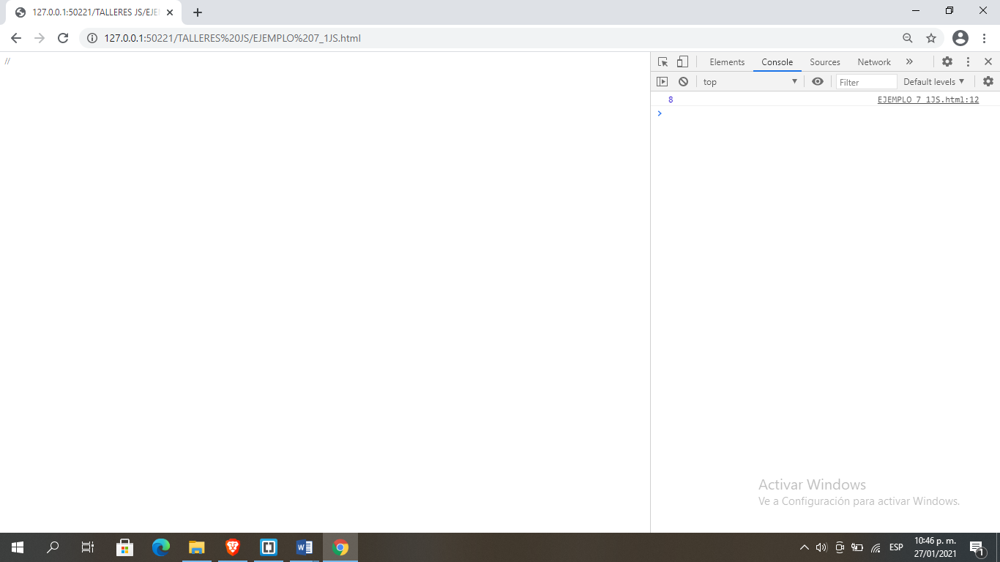 127.0.0.1:50221/TALLERES JS/EJE
127.0.0.1:50221/TALLERES%20JS/EJEMPLO%207_1JS.html
//
Elements Console Sources Network
top Filter Default levels
8 EJEMPLO 7_1JS.html:12
Activar Windows
Ve a Configuración para activar Windows.
ESP
10:46 p. m.
27/01/2021
1